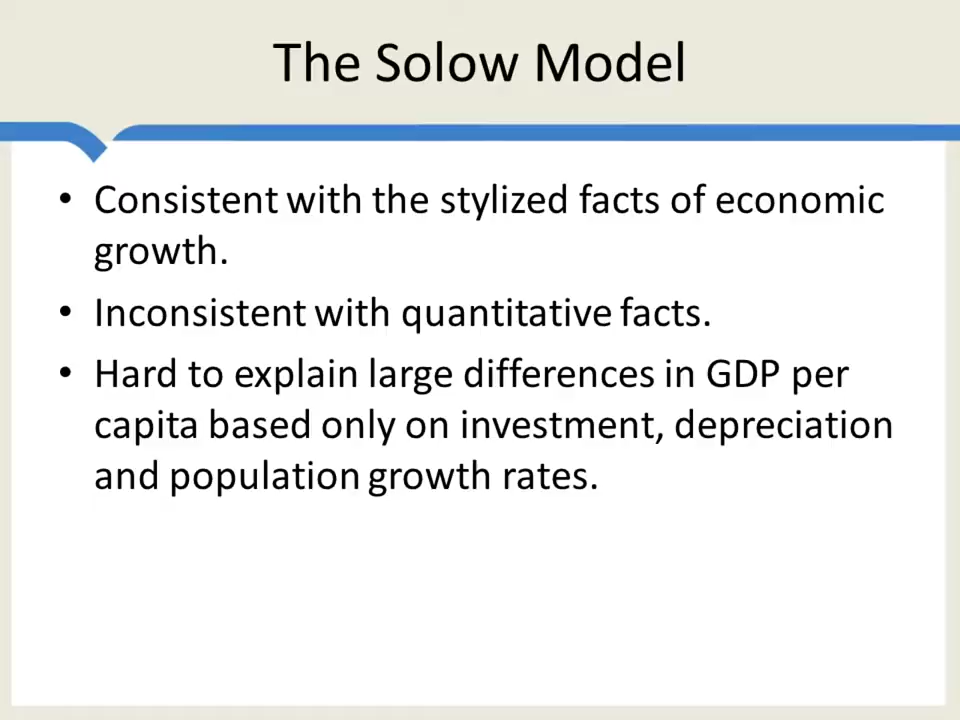 The Solow Model
• Consistent with the stylized facts of economic
growth.
• Inconsistent with quantitative facts.
• Hard to explain large differences in GDP per
capita based only on investment, depreciation
and population growth rates.